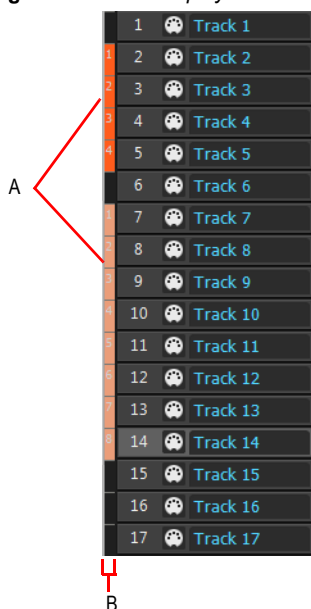 1 Track 1
1 2 Track 2
2 3 Track 3
3 4 Track 4
4 5 Track 5
6 Track 6
1 7 Track 7
2 8 Track 8
3 9 Track 9
4 10 Track 10
5 11 Track 11
6 12 Track 12
7 13 Track 13
8 14 Track 14
15 Track 15
16 Track 16
17 Track 17
A
B